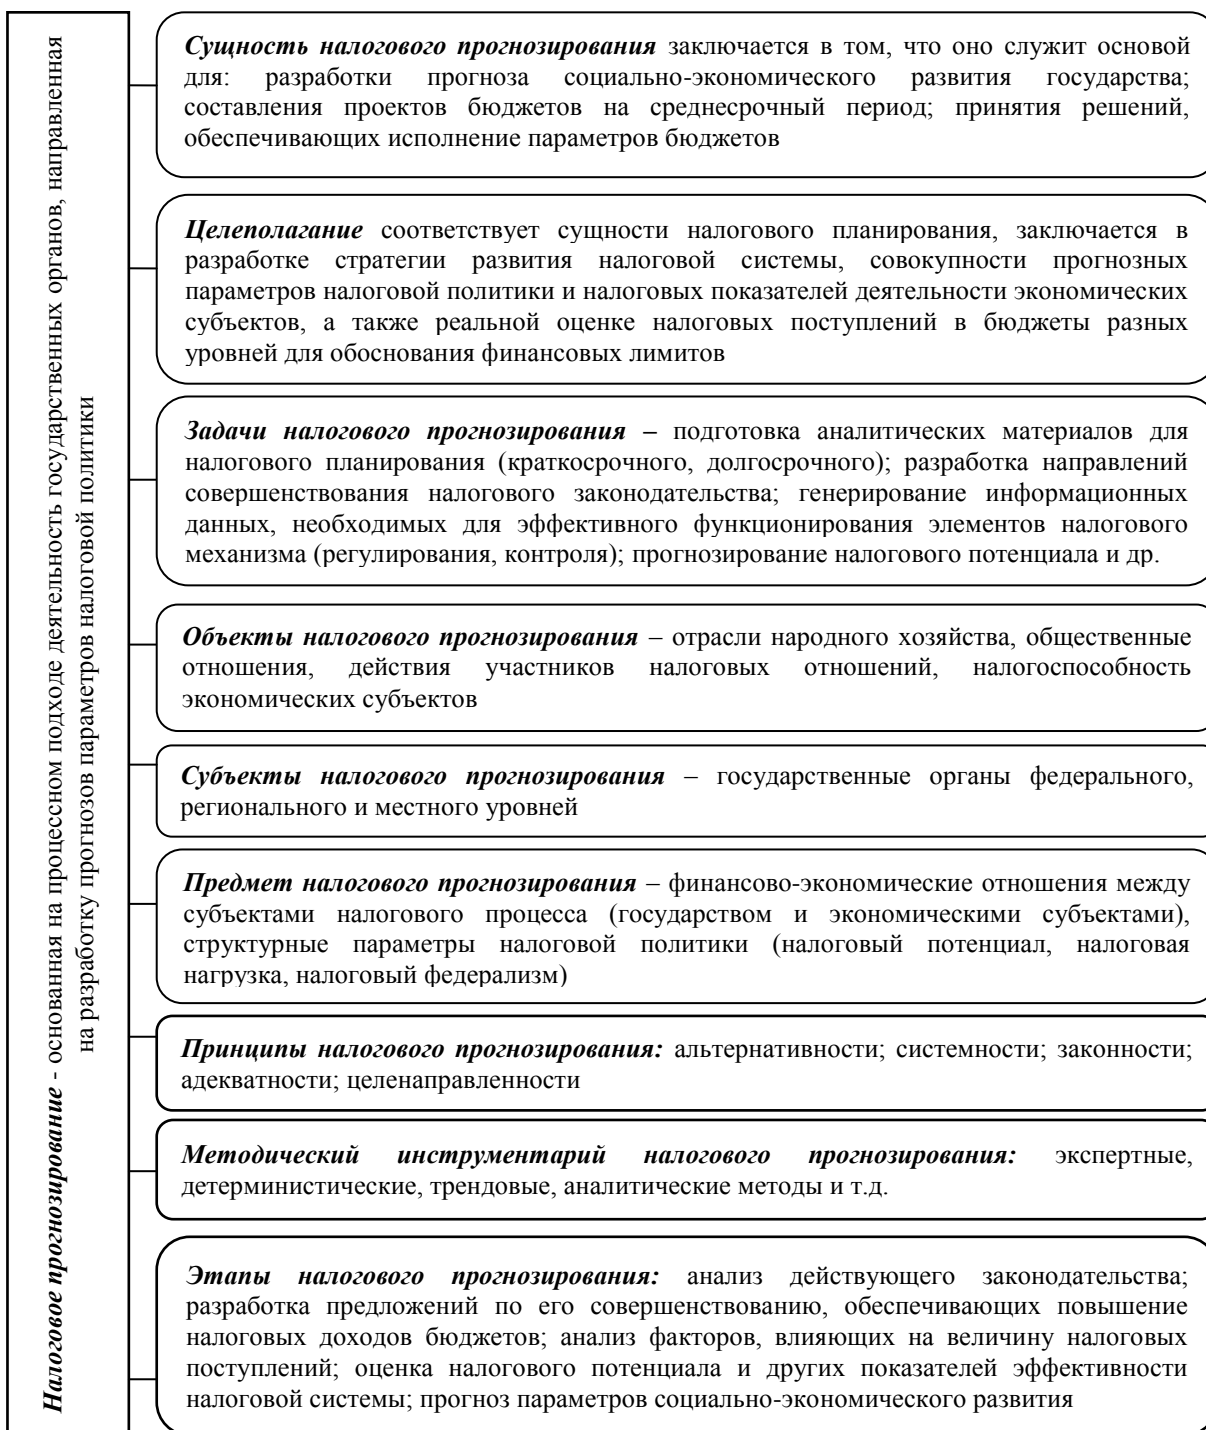 Налоговое прогнозирование - основанная на процессном подходе деятельность государственных органов, направленная
на разработку прогнозов параметров налоговой политики
Сущность налогового прогнозирования заключается в том, что оно служит основой
для: разработки прогноза социально-экономического развития государства;
составления проектов бюджетов на среднесрочный период; принятия решений,
обеспечивающих исполнение параметров бюджетов
Целеполагание соответствует сущности налогового планирования, заключается в
разработке стратегии развития налоговой системы, совокупности прогнозных
параметров налоговой политики и налоговых показателей деятельности экономических
субъектов, а также реальной оценке налоговых поступлений в бюджеты разных
уровней для обоснования финансовых лимитов
Задачи налогового прогнозирования – подготовка аналитических материалов для
налогового планирования (краткосрочного, долгосрочного); разработка направлений
совершенствования налогового законодательства; генерирование информационных
данных, необходимых для эффективного функционирования элементов налогового
механизма (регулирования, контроля); прогнозирование налогового потенциала и др.
Объекты налогового прогнозирования – отрасли народного хозяйства, общественные
отношения, действия участников налоговых отношений, налогоспособность
экономических субъектов
Субъекты налогового прогнозирования – государственные органы федерального,
регионального и местного уровней
Предмет налогового прогнозирования – финансово-экономические отношения между
субъектами налогового процесса (государством и экономическими субъектами),
структурные параметры налоговой политики (налоговый потенциал, налоговая
нагрузка, налоговый федерализм)
Принципы налогового прогнозирования: альтернативности; системности; законности;
адекватности; целенаправленности
Методический инструментарий налогового прогнозирования: экспертные,
детерминистические, трендовые, аналитические методы и т.д.
Этапы налогового прогнозирования: анализ действующего законодательства;
разработка предложений по его совершенствованию, обеспечивающих повышение
налоговых доходов бюджетов; анализ факторов, влияющих на величину налоговых
поступлений; оценка налогового потенциала и других показателей эффективности
налоговой системы; прогноз параметров социально-экономического развития